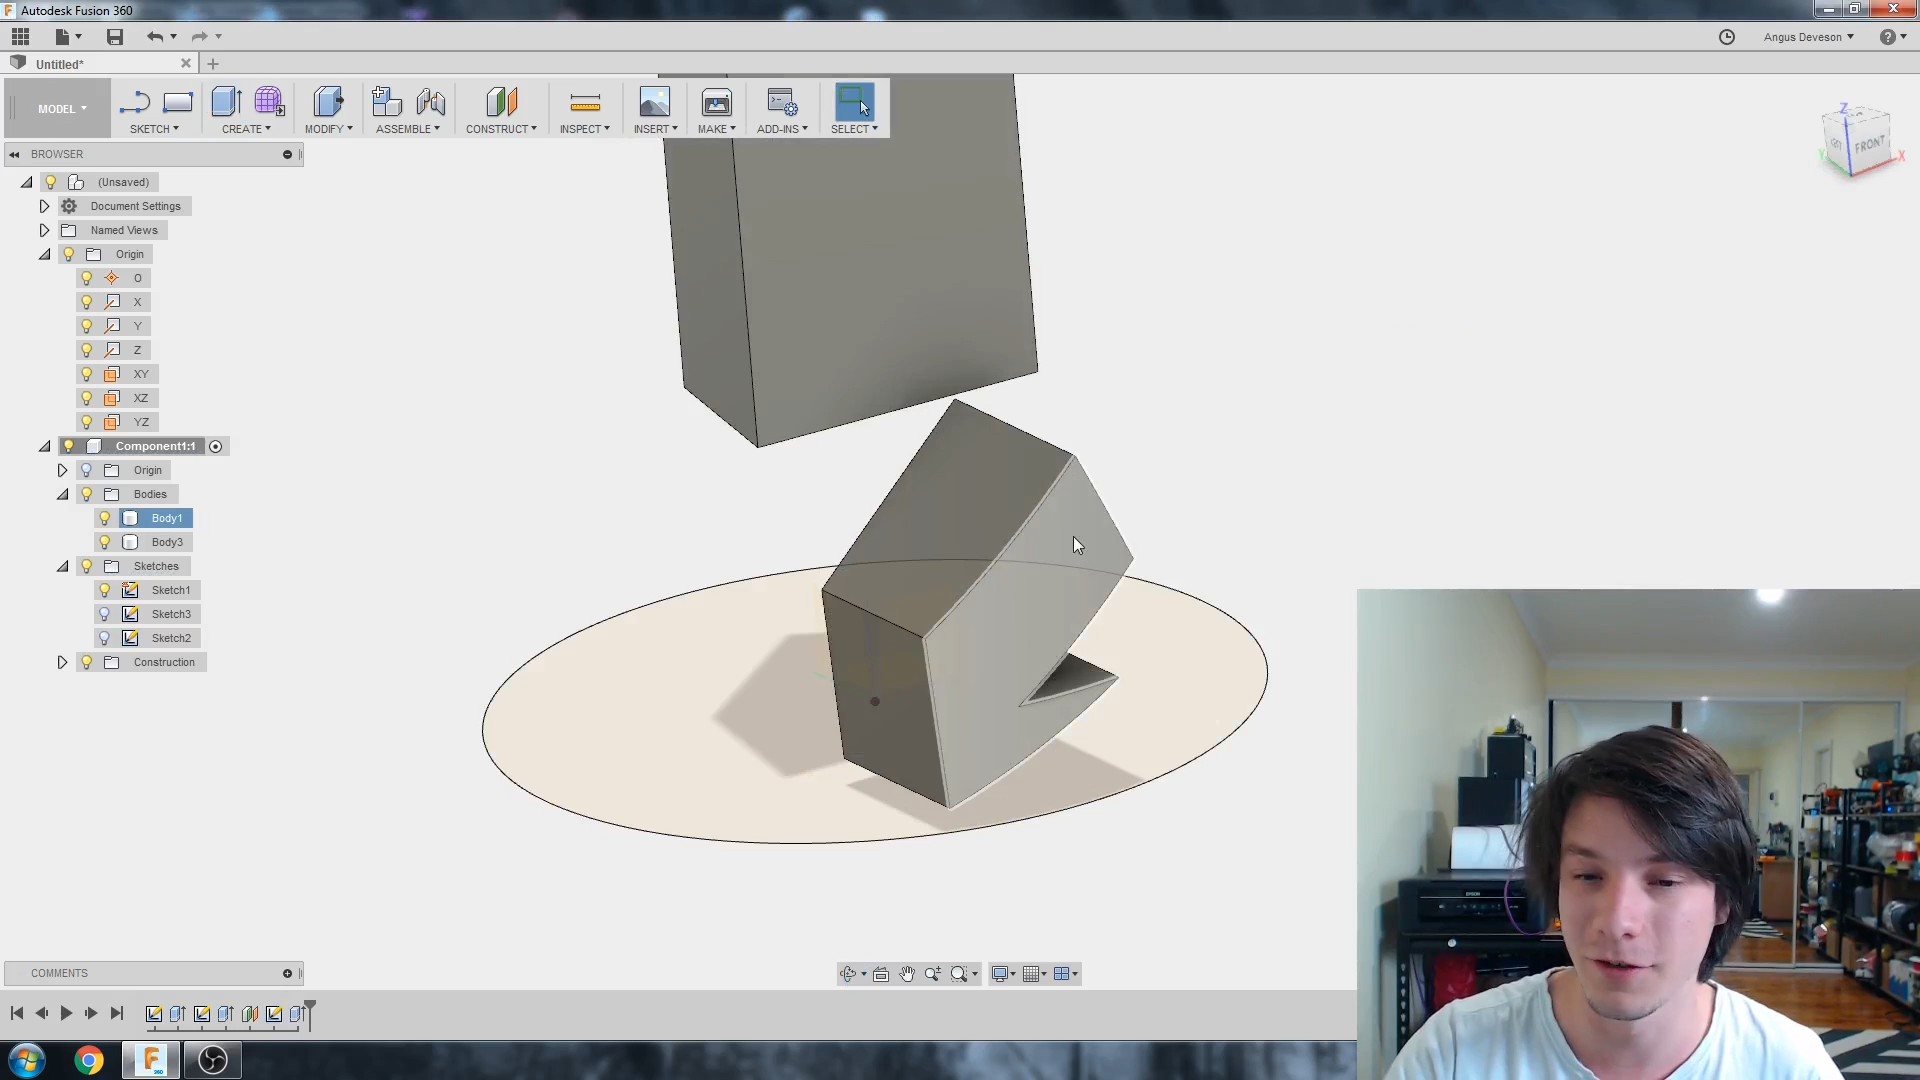 Autodesk Fusion 360
Angus Deveson
Untitled*
MODEL
SKETCH
CREATE
MODIFY
ASSEMBLE
CONSTRUCT
INSPECT
INSERT
MAKE
ADD-INS
SELECT
BROWSER
(Unsaved)
Document Settings
Named Views
Origin
O
X
Y
Z
XY
XZ
YZ
Component1:1
Origin
Bodies
Body1
Body3
Sketches
Sketch1
Sketch3
Sketch2
Construction
Z
FRONT
X
Y
EPSON
COMMENTS